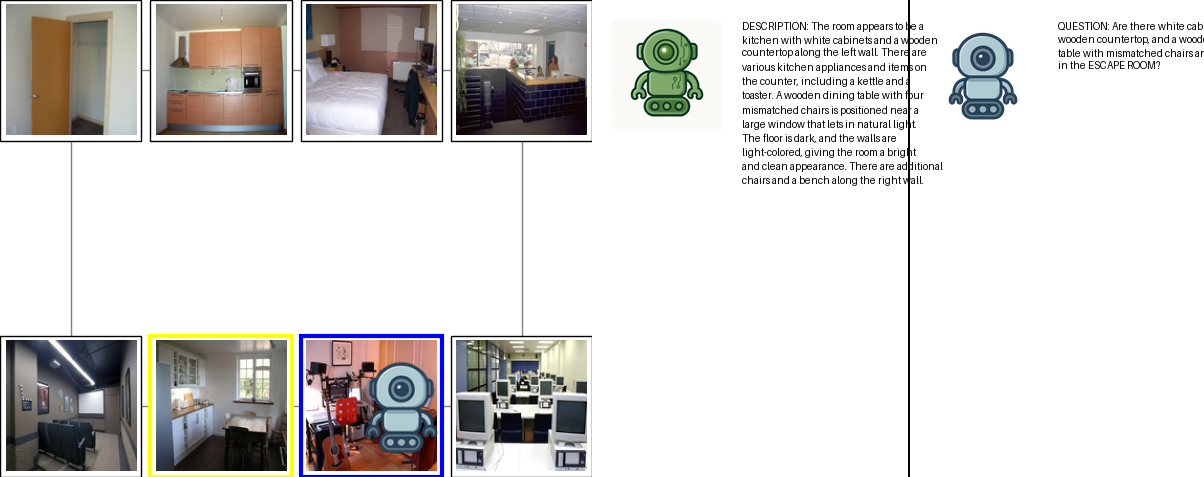 DESCRIPTION: The room appears to be a
kitchen with white cabinets and a wooden
countertop along the left wall. There are
various kitchen appliances and items on
the counter, including a kettle and a
toaster. A wooden dining table with four
mismatched chairs is positioned near a
large window that lets in natural light.
The floor is dark, and the walls are
light-colored, giving the room a bright
and clean appearance. There are additional
chairs and a bench along the right wall.
QUESTION: Are there white cab
wooden countertop, and a wood
table with mismatched chairs ar
in the ESCAPE ROOM?